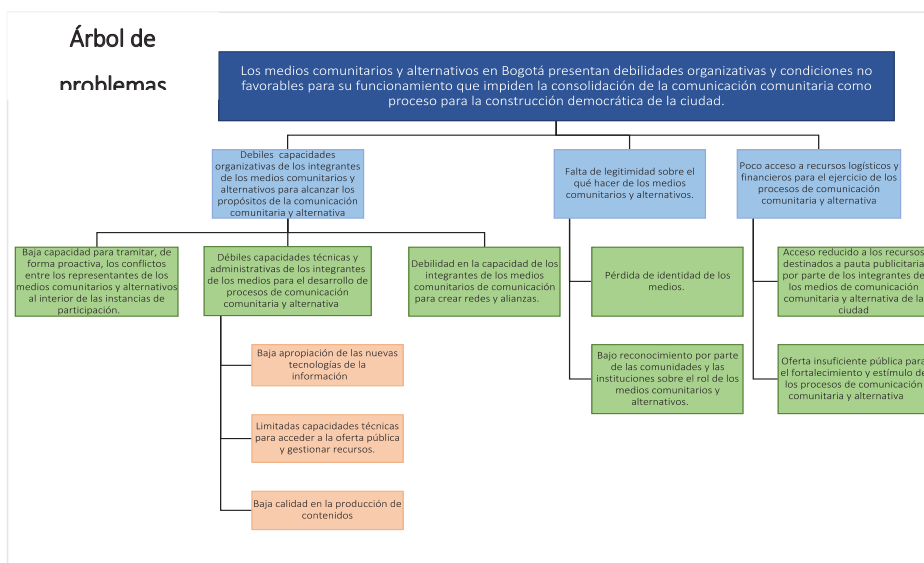 Árbol de
problemas
Los medios comunitarios y alternativos en Bogotá presentan debilidades organizativas y condiciones no
favorables para su funcionamiento que impiden la consolidación de la comunicación comunitaria como
proceso para la construcción democrática de la ciudad.
Debiles capacidades
organizativas de los integrantes
de los medios comunitarios y
alternativos para alcanzar los
propósitos de la comunicación
comunitaria y alternativa
Falta de legitimidad sobre el
qué hacer de los medios
comunitarios y alternativos.
Poco acceso a recursos logísticos y
financieros para el ejercicio de los
procesos de comunicación
comunitaria y alternativa
Baja capacidad para tramitar, de
forma proactiva, los conflictos
entre los representantes de los
medios comunitarios y alternativos
al interior de las instancias de
participación.
Débiles capacidades técnicas y
administrativas de los integrantes
de los medios para el desarrollo de
procesos de comunicación
comunitaria y alternativa
Debilidad en la capacidad de los
integrantes de los medios
comunitarios de comunicación
para crear redes y alianzas.
Pérdida de identidad de los
medios.
Acceso reducido a los recursos
destinados a pauta publicitaria
por parte de los integrantes de
los medios de comunicación
comunitaria y alternativa de la
ciudad
Baja apropiación de las nuevas
tecnologías de la
información
Bajo reconocimiento por parte
de las comunidades y las
instituciones sobre el rol de los
medios comunitarios y
alternativos.
Oferta insuficiente pública para
el fortalecimiento y estímulo de
los procesos de comunicación
comunitaria y alternativa
Limitadas capacidades técnicas
para acceder a la oferta pública
y gestionar recursos.
Baja calidad en la producción de
contenidos